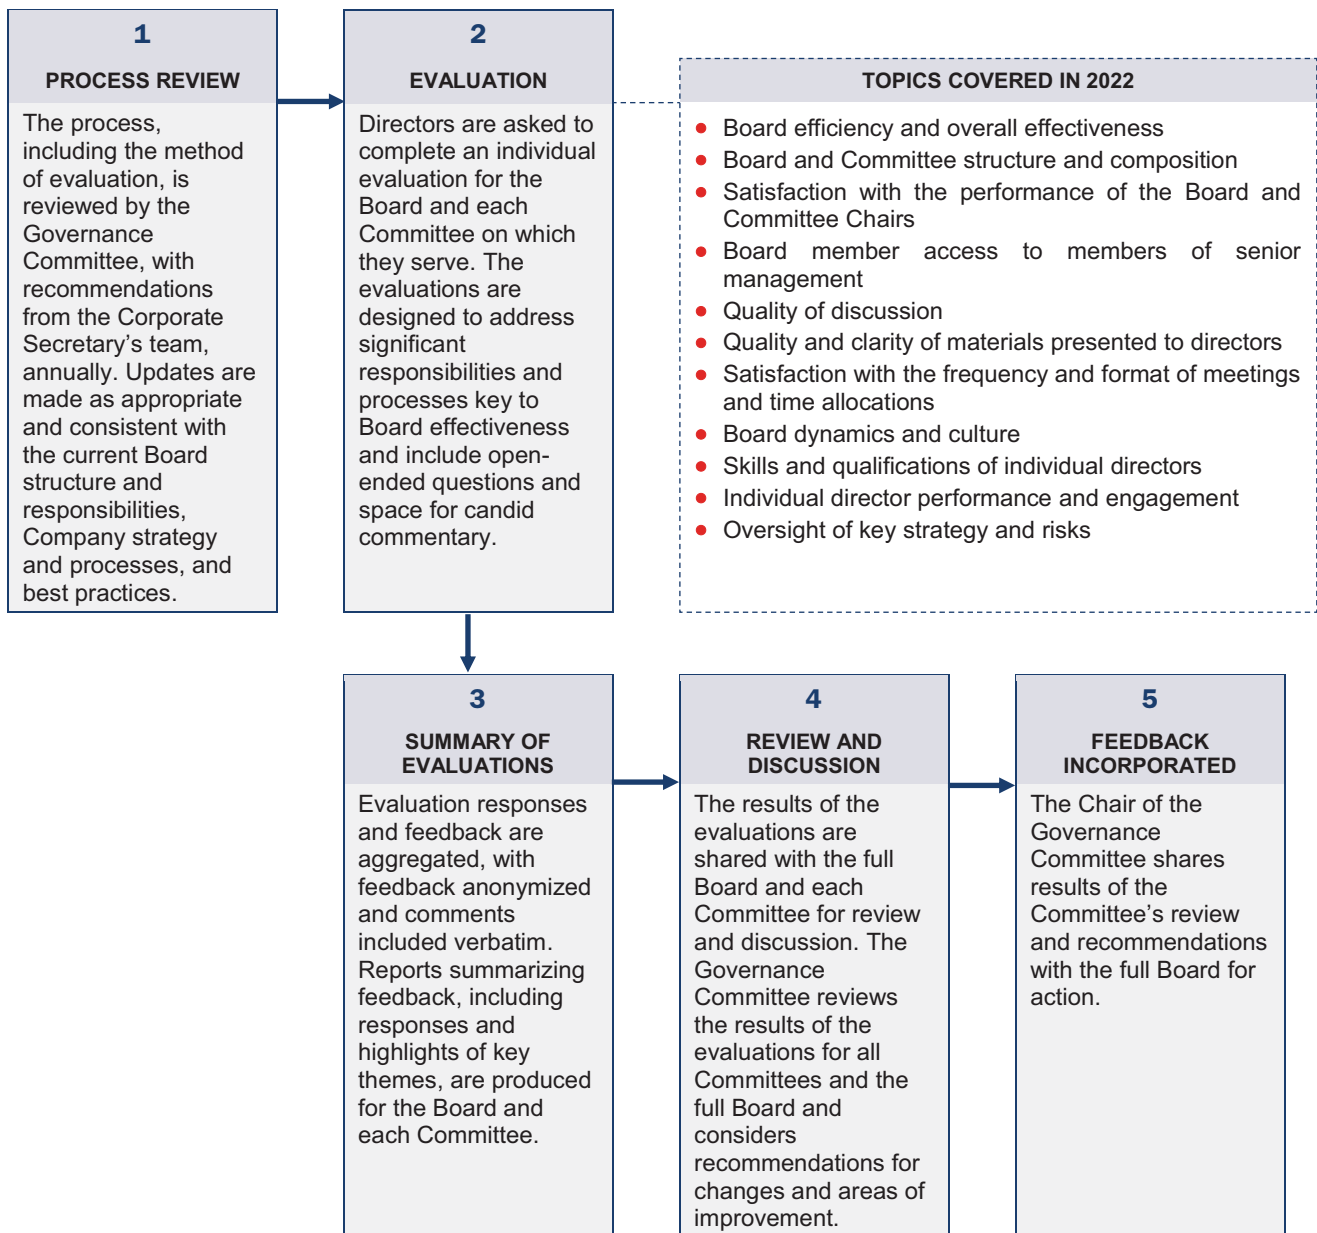 1
PROCESS REVIEW
The process,
including the method
of evaluation, is
reviewed by the
Governance
Committee, with
recommendations
from the Corporate
Secretary’s team,
annually. Updates are
made as appropriate
and consistent with
the current Board
structure and
responsibilities,
Company strategy
and processes, and
best practices.
2
EVALUATION
Directors are asked to
complete an individual
evaluation for the
Board and each
Committee on which
they serve. The
evaluations are
designed to address
significant
responsibilities and
processes key to
Board effectiveness
and include open-
ended questions and
space for candid
commentary.
TOPICS COVERED IN 2022
• Board efficiency and overall effectiveness
• Board and Committee structure and composition
• Satisfaction with the performance of the Board and
Committee Chairs
• Board member access to members of senior
management
• Quality of discussion
• Quality and clarity of materials presented to directors
• Satisfaction with the frequency and format of meetings
and time allocations
• Board dynamics and culture
• Skills and qualifications of individual directors
• Individual director performance and engagement
• Oversight of key strategy and risks
3
SUMMARY OF
EVALUATIONS
Evaluation responses
and feedback are
aggregated, with
feedback anonymized
and comments
included verbatim.
Reports summarizing
feedback, including
responses and
highlights of key
themes, are produced
for the Board and
each Committee.
4
REVIEW AND
DISCUSSION
The results of the
evaluations are
shared with the full
Board and each
Committee for review
and discussion. The
Governance
Committee reviews
the results of the
evaluations for all
Committees and the
full Board and
considers
recommendations for
changes and areas of
improvement.
5
FEEDBACK
INCORPORATED
The Chair of the
Governance
Committee shares
results of the
Committee’s review
and recommendations
with the full Board for
action.